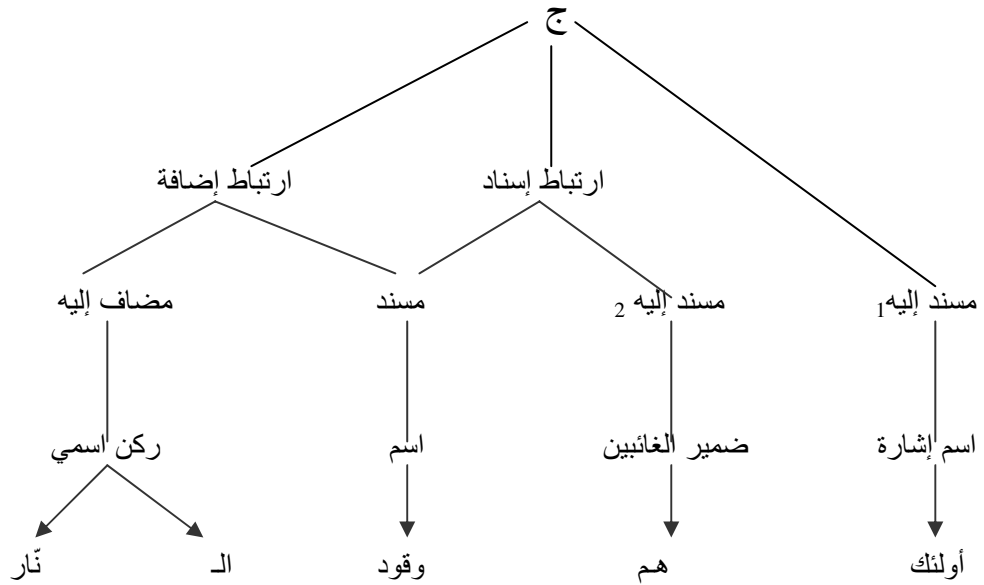 ج
ارتباط إسناد ارتباط إضافة
مسند إليه1 مسند إليه 2 مسند مضاف إليه
اسم إشارة ضمير الغائبين اسم ركن اسمي
أولئك هم وقود الـ نّار